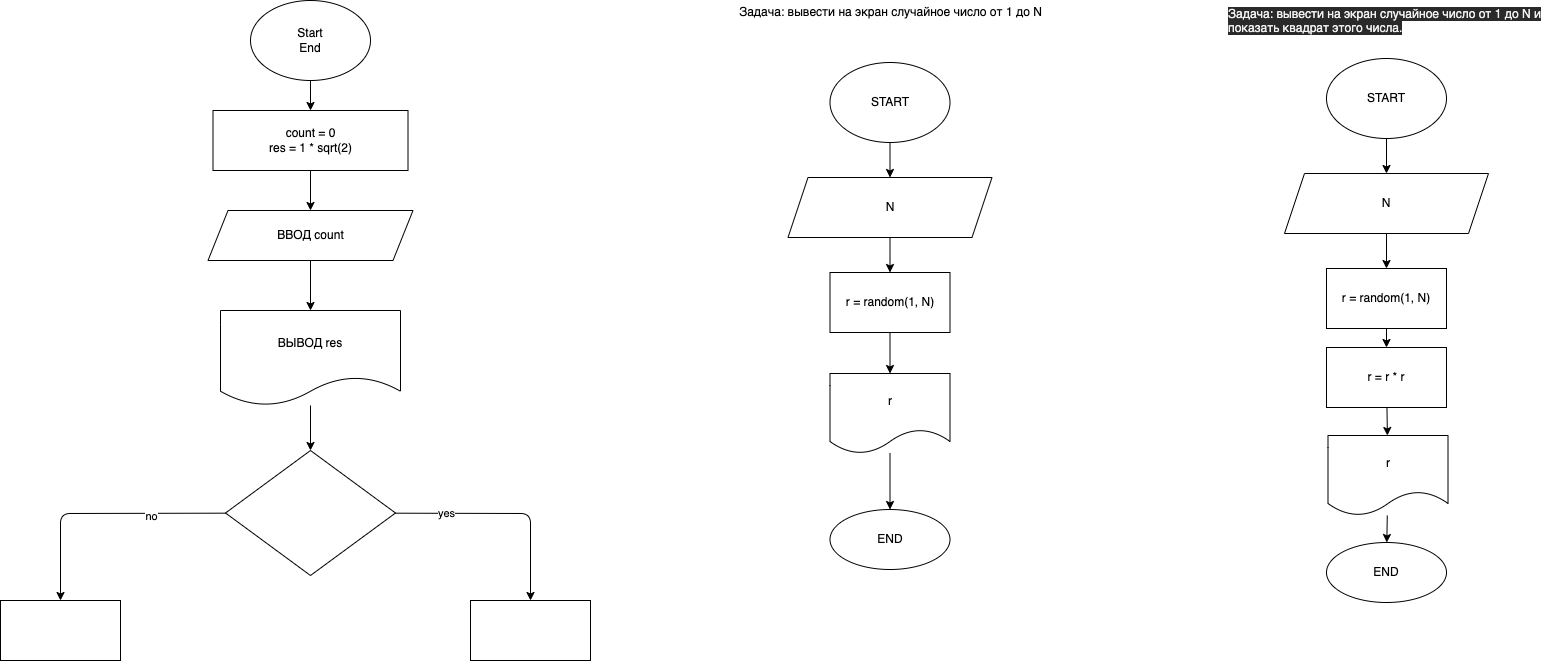 Start
End
count = 0
res = 1 * sqrt(2)
ВВОД count
ВЫВОД res
no
yes
Задача: вывести на экран случайное число от 1 до N
START
N
r = random(1, N)
r
END
Задача: вывести на экран случайное число от 1 до N и
показать квадрат этого числа.
START
N
r = random(1, N)
r = r * r
r
END